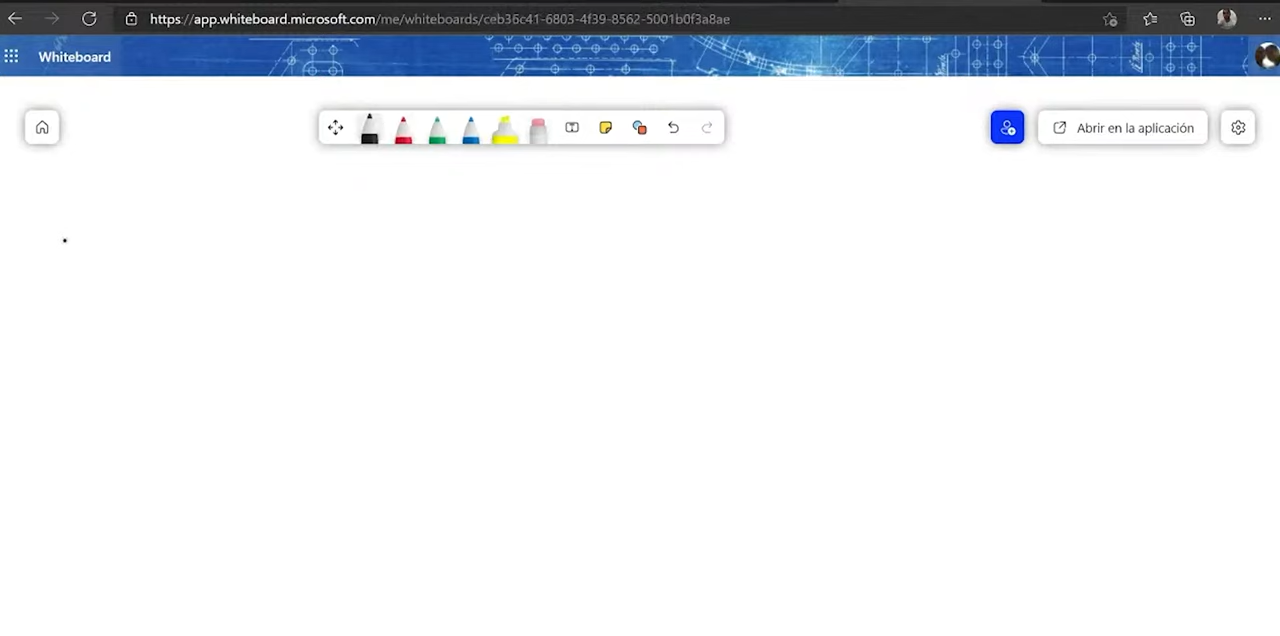 https://app.whiteboard.microsoft.com/me/whiteboards/ceb36c41-6803-4f39-8562-5001b0f3a8ae
Whiteboard
Abrir en la aplicación